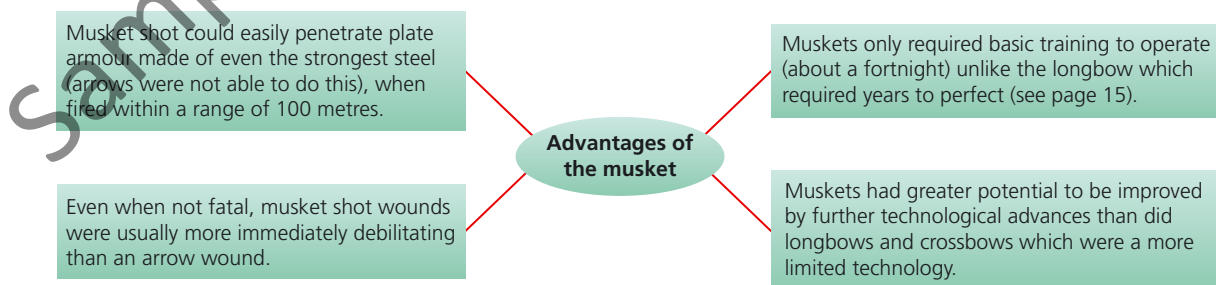 Musket shot could easily penetrate plate
armour made of even the strongest steel
(arrows were not able to do this), when
fired within a range of 100 metres.
Muskets only required basic training to operate
(about a fortnight) unlike the longbow which
required years to perfect (see page 15).
Advantages of
the musket
Even when not fatal, musket shot wounds
were usually more immediately debilitating
than an arrow wound.
Muskets had greater potential to be improved
by further technological advances than did
longbows and crossbows which were a more
limited technology.
Samp